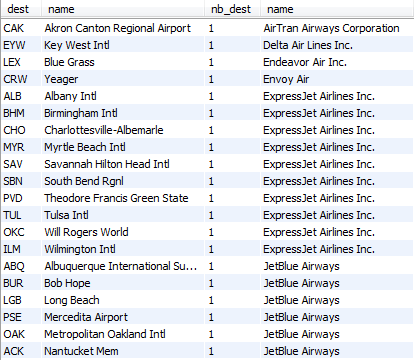 dest name nb_dest name
CAK Akron Canton Regional Airport 1 AirTran Airways Corporation
EYW Key West Intl 1 Delta Air Lines Inc.
LEX Blue Grass 1 Endeavor Air Inc.
CRW Yeager 1 Envoy Air
ALB Albany Intl 1 ExpressJet Airlines Inc.
BHM Birmingham Intl 1 ExpressJet Airlines Inc.
CHO Charlottesville-Albemarle 1 ExpressJet Airlines Inc.
MYR Myrtle Beach Intl 1 ExpressJet Airlines Inc.
SAV Savannah Hilton Head Intl 1 ExpressJet Airlines Inc.
SBN South Bend Rgnl 1 ExpressJet Airlines Inc.
PVD Theodore Francis Green State 1 ExpressJet Airlines Inc.
TUL Tulsa Intl 1 ExpressJet Airlines Inc.
OKC Will Rogers World 1 ExpressJet Airlines Inc.
ILM Wilmington Intl 1 ExpressJet Airlines Inc.
ABQ Albuquerque International Su... 1 JetBlue Airways
BUR Bob Hope 1 JetBlue Airways
LGB Long Beach 1 JetBlue Airways
PSE Mercedita Airport 1 JetBlue Airways
OAK Metropolitan Oakland Intl 1 JetBlue Airways
ACK Nantucket Mem 1 JetBlue Airways